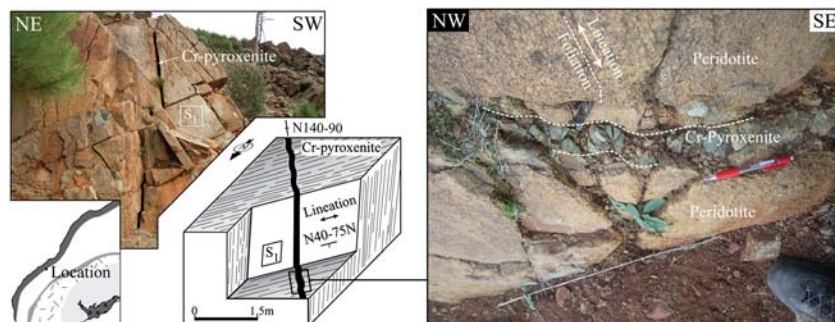 NE
SW
Cr-pyroxenite
S₁
N140-90
Cr-pyroxenite
Lineation
N40-75N
S₁
Location
0
1,5m
NW
SE
Lineation
Foliation
Peridotite
Cr-Pyroxenite
Peridotite